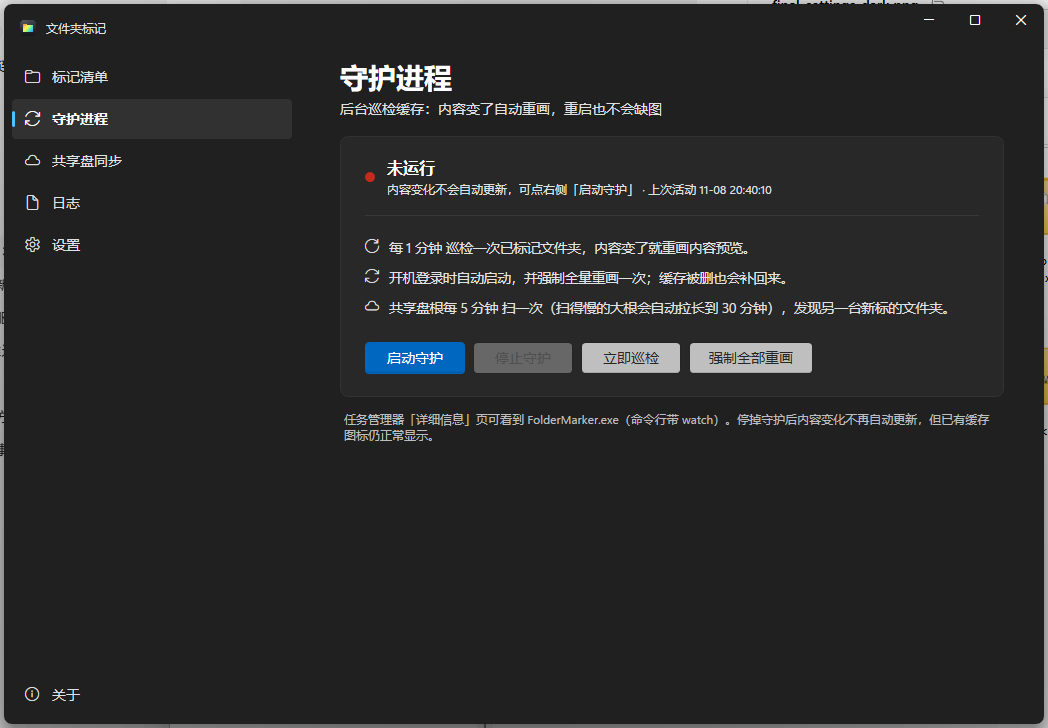 文件夹标记
标记清单
守护进程
共享盘同步
日志
设置
关于
守护进程
后台巡检缓存：内容变了自动重画，重启也不会缺图
未运行
内容变化不会自动更新，可点右侧「启动守护」 · 上次活动 11-08 20:40:10
每 1 分钟 巡检一次已标记文件夹，内容变了就重画内容预览。
开机登录时自动启动，并强制全量重画一次；缓存被删也会补回来。
共享盘根每 5 分钟 扫一次（扫得慢的大根会自动拉长到 30 分钟），发现另一台新标的文件夹。
启动守护 停止守护 立即巡检 强制全部重画
任务管理器「详细信息」页可看到 FolderMarker.exe（命令行带 watch）。停掉守护后内容变化不再自动更新，但已有缓存
图标仍正常显示。